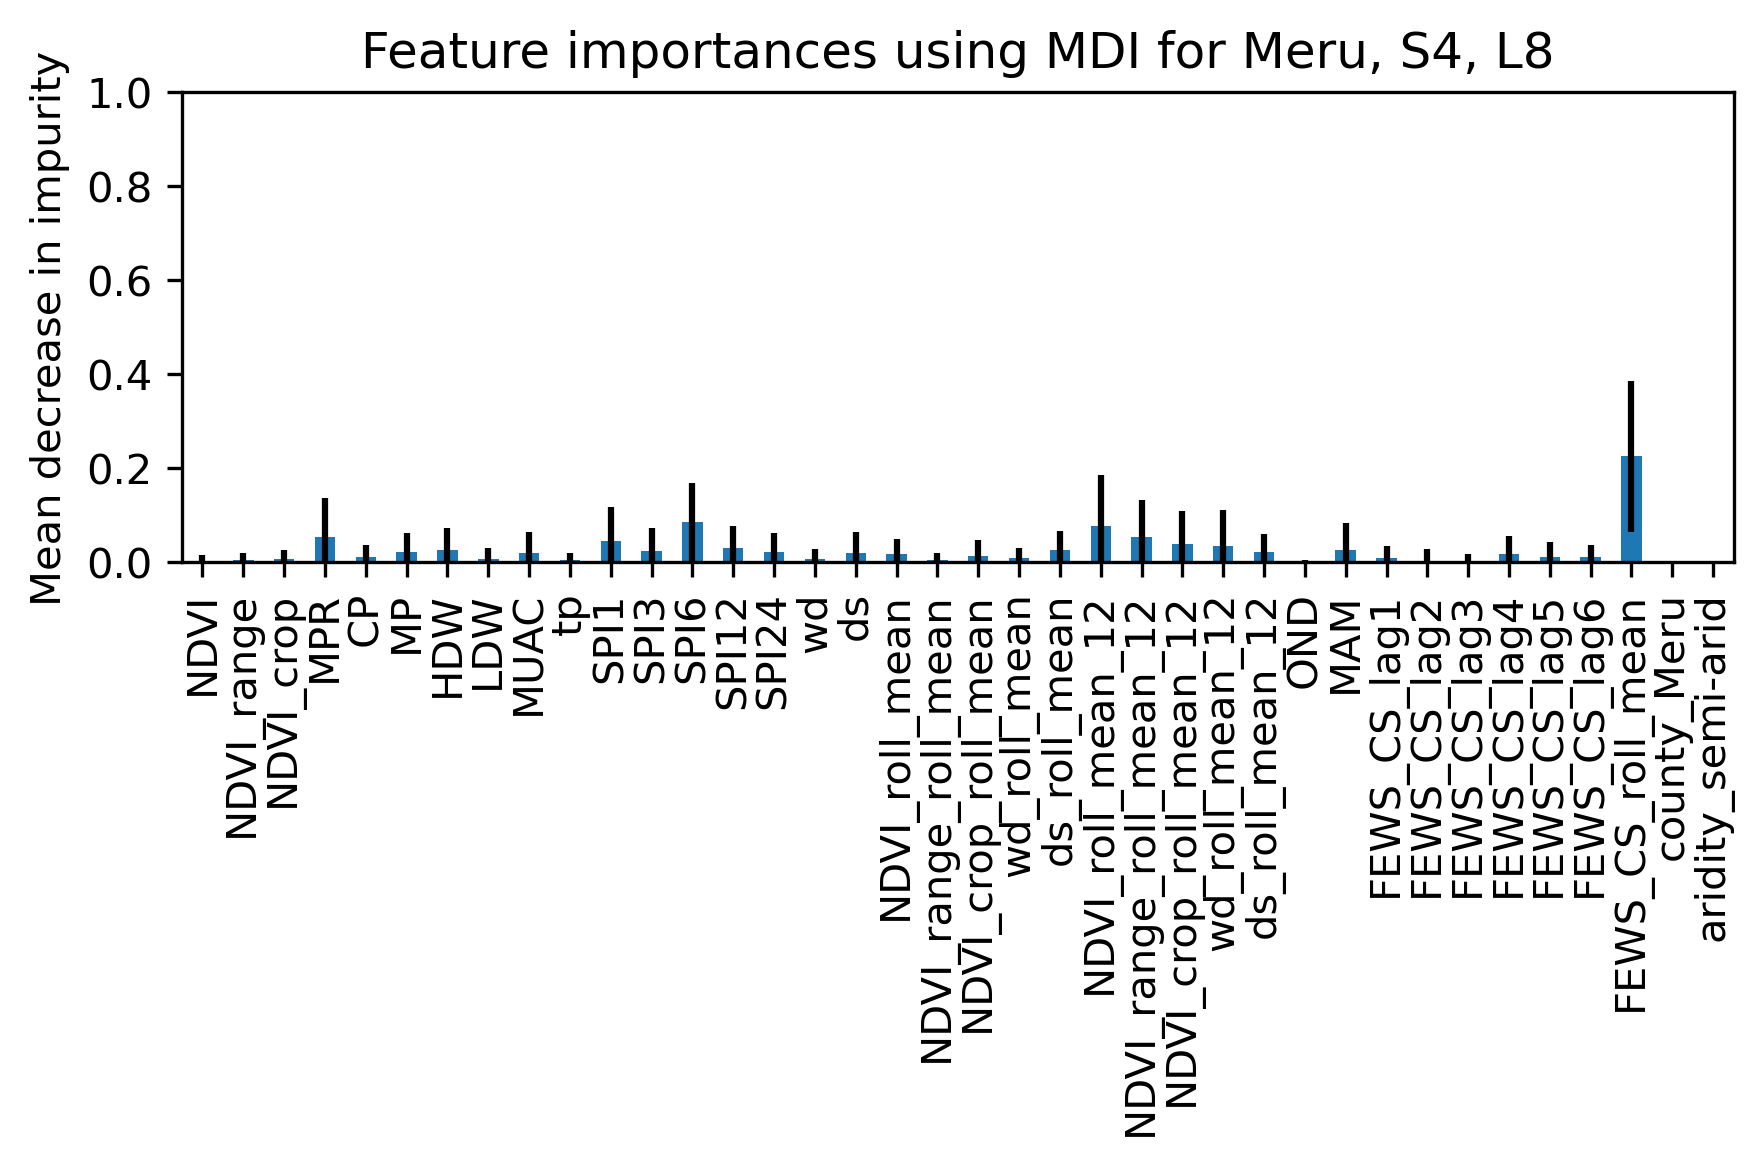 Feature importances using MDI for Meru, S4, L8
Mean decrease in impurity
1.0
0.8
0.6
0.4
0.2
0.0
NDVI
NDVI_range
NDVI_crop
MPR
CP
MP
HDW
LDW
MUAC
tp
SPI1
SPI3
SPI6
SPI12
SPI24
wd
ds
NDVI_roll_mean
NDVI_range_roll_mean
NDVI_crop_roll_mean
wd_roll_mean
ds_roll_mean
NDVI_roll_mean_12
NDVI_range_roll_mean_12
NDVI_crop_roll_mean_12
wd_roll_mean_12
ds_roll_mean_12
OND
MAM
FEWS_CS_lag1
FEWS_CS_lag2
FEWS_CS_lag3
FEWS_CS_lag4
FEWS_CS_lag5
FEWS_CS_lag6
FEWS_CS_roll_mean
county_Meru
aridity_semi-arid